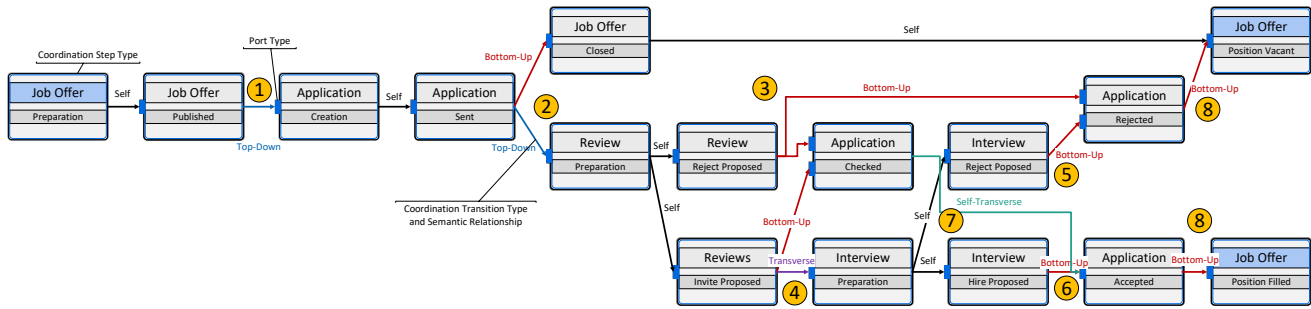 Job Offer
Closed
Self
Job Offer
Position Vacant
Port Type
Coordination Step Type
Bottom-Up
Job Offer
Preparation
Self
Job Offer
Published
1
Top-Down
Application
Creation
Self
Application
Sent
2
Top-Down
3
Bottom-Up
Application
Rejected
Bottom-Up
8
Review
Preparation
Self
Review
Reject Proposed
Application
Checked
Interview
Reject Poposed
Bottom-Up
5
Coordination Transition Type
and Semantic Relationship
Self
Bottom-Up
Self
7
Self-Transverse
8
Reviews
Invite Proposed
Transverse
4
Interview
Preparation
Self
Interview
Hire Proposed
Bottom-Up
6
Application
Accepted
Bottom-Up
Job Offer
Position Filled